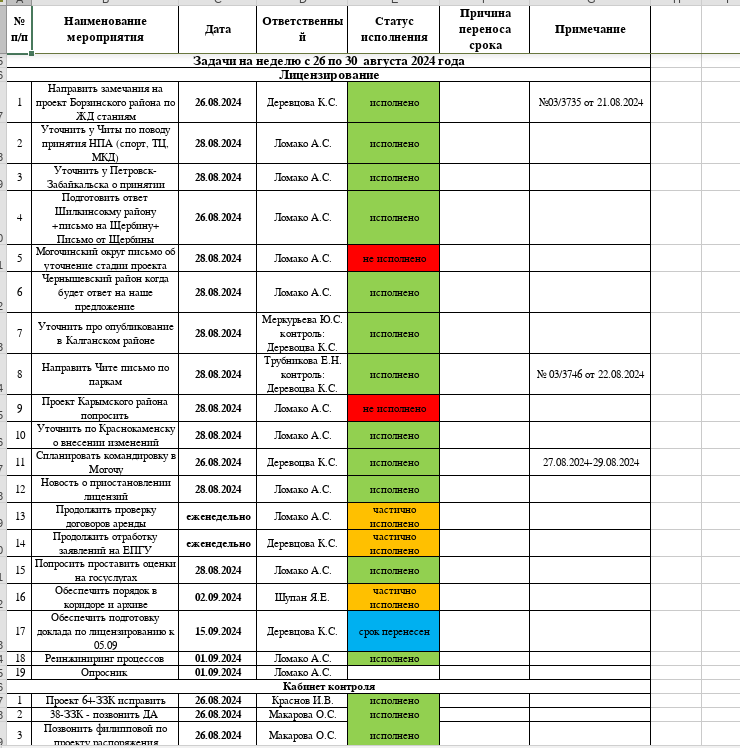 № п/п Наименование мероприятия Дата Ответственный Статус исполнения Причина переноса срока Примечание
Задачи на неделю с 26 по 30 августа 2024 года
Лицензирование
1 Направить замечания на проект Борзинского района по ЖД станиям 26.08.2024 Деревцова К.С. исполнено №03/3735 от 21.08.2024
2 Уточнить у Читы по поводу принятия НПА (спорт, ТЦ, МКД) 28.08.2024 Ломако А.С. исполнено
3 Уточнить у Петровск-Забайкальска о принятии 28.08.2024 Ломако А.С. исполнено
4 Подготовить ответ Шилкинсокму району +письмо на Щербину+ Письмо от Щербины 26.08.2024 Ломако А.С. исполнено
5 Могочинский округ письмо об уточнение стадии проекта 28.08.2024 Ломако А.С. не исполнено
6 Чернышевский район когда будет ответ на наше предложение 28.08.2024 Ломако А.С. исполнено
7 Уточнить про опубликование в Калганском районе 28.08.2024 Меркурьева Ю.С. контроль: Деревоцва К.С. исполнено
8 Направить Чите письмо по паркам 28.08.2024 Трубникова Е.Н. контроль: Деревоцва К.С. исполнено № 03/3746 от 22.08.2024
9 Проект Карымского района попросить 28.08.2024 Ломако А.С. не исполнено
10 Уточнить по Краснокаменску о внесении изменений 28.08.2024 Ломако А.С. исполнено
11 Спланировать командировку в Могочу 26.08.2024 Деревоцва К.С. исполнено 27.08.2024-29.08.2024
12 Новость о приостановлении лицензий 28.08.2024 Ломако А.С. исполнено
13 Продолжить проверку договоров аренды еженедельно Ломако А.С. частично исполнено
14 Продолжить отработку заявлений на ЕПГУ еженедельно Деревцова К.С. частично исполнено
15 Попросить проставить оценки на госуслугах 28.08.2024 Ломако А.С. исполнено
16 Обеспечить порядок в коридоре и архиве 02.09.2024 Шупан Я.Е. частично исполнено
17 Обеспечить подготовку доклада по лицензированию к 05.09 15.09.2024 Деревцова К.С. срок перенесен
18 Реинжиниринг процессов 01.09.2024 Ломако А.С. исполнено
19 Опросник 01.09.2024 Ломако А.С.
Кабинет контроля
1 Проект 64-ЗЗК исправить 26.08.2024 Краснов И.В. исполнено
2 38-ЗЗК - позвонить ДА 26.08.2024 Макарова О.С. исполнено
3 Позвонить филипповой по проекту распоряжения 26.08.2024 Макарова О.С. исполнено